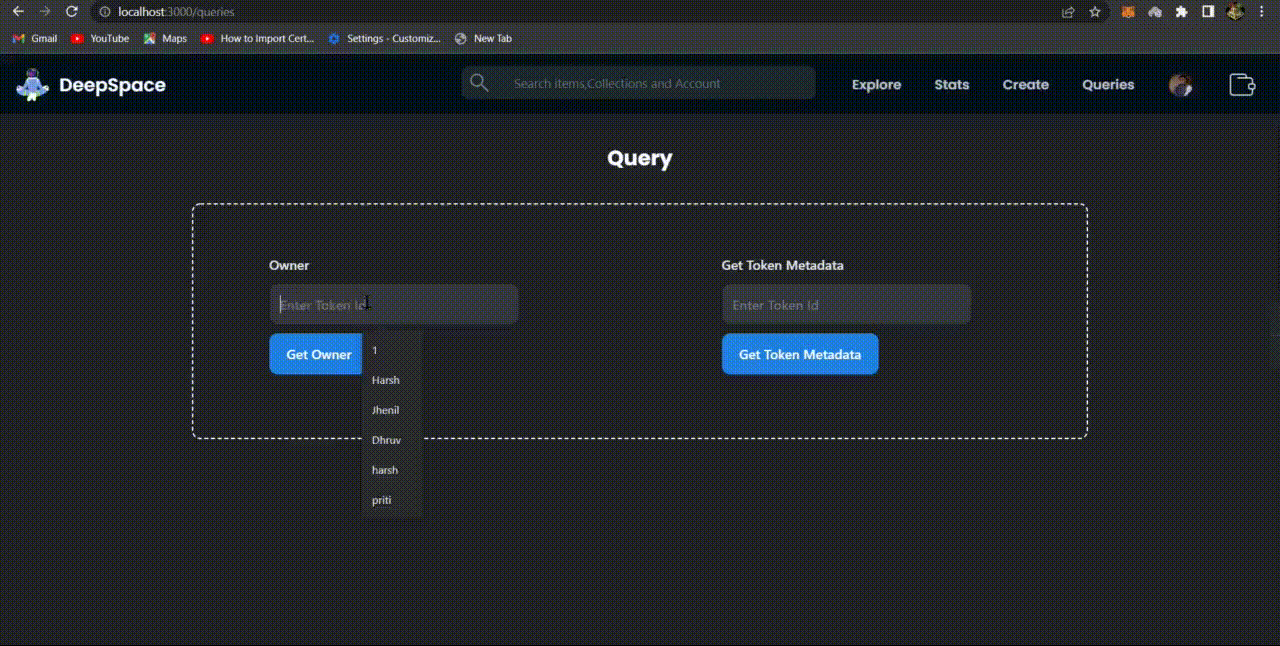 localhost:3000/queries
Gmail YouTube Maps How to Import Cert... Settings - Customiz... New Tab
DeepSpace Search items,Collections and Account Explore Stats Create Queries
Query
Owner Get Token Metadata
Enter Token Id Enter Token Id
Get Owner Get Token Metadata
1
Harsh
Jhenil
Dhruv
harsh
priti